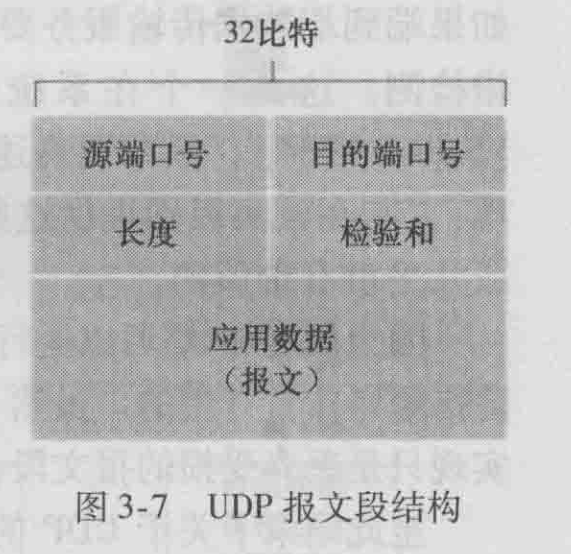 32比特
源端口号 目的端口号
长度 检验和
应用数据
（报文）
图 3-7 UDP 报文段结构